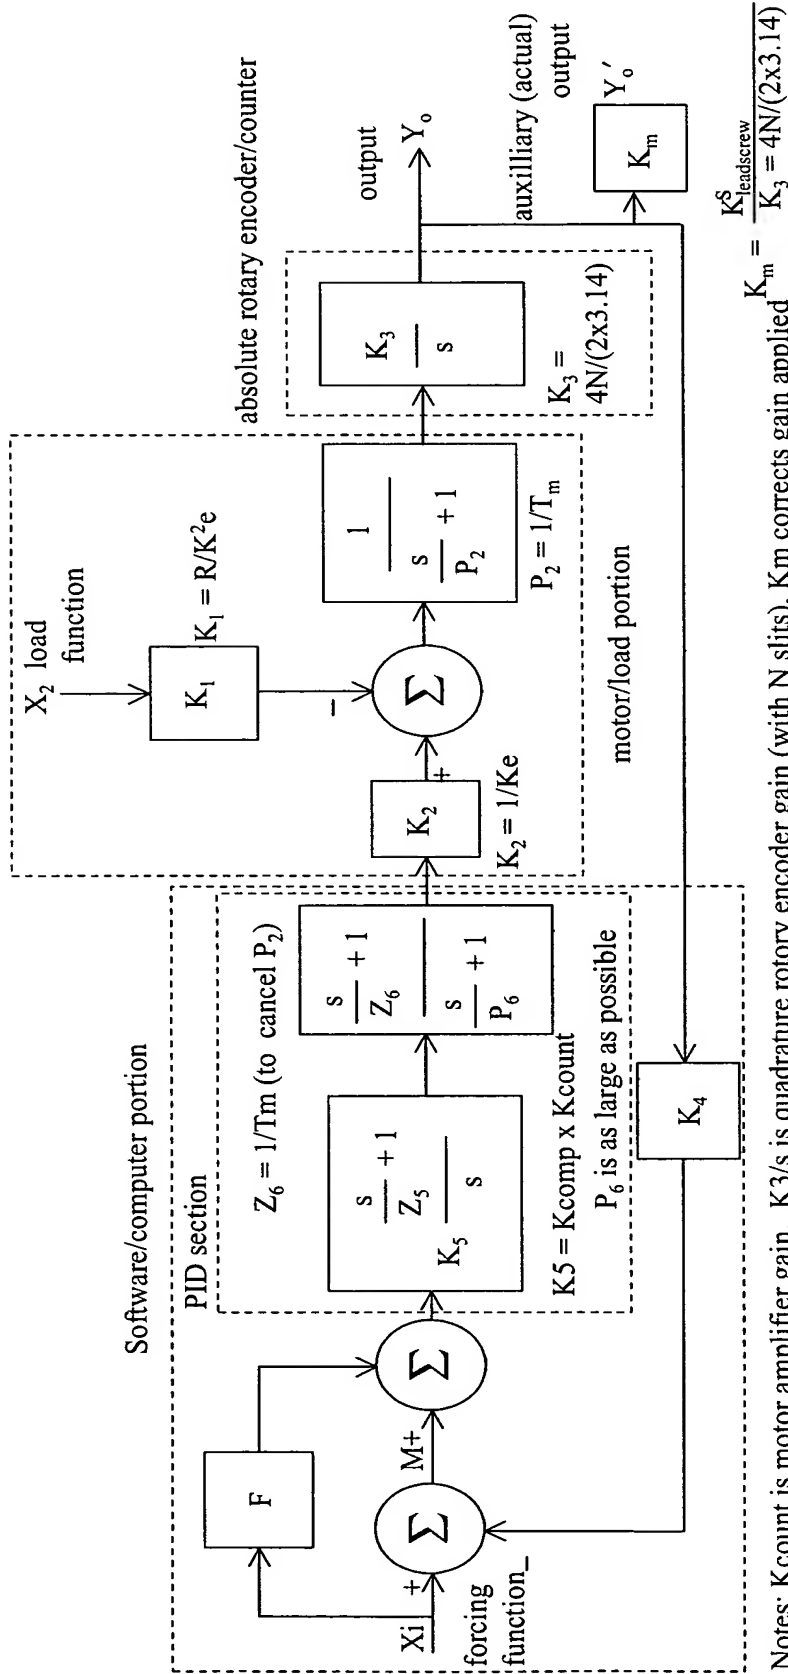 Software/computer portion
PID section
F
Xi
+
forcing
function_
Σ
M+
Σ
Z6 = 1/Tm (to cancel P2)
K5
s/Z5 + 1
s
s/Z6 + 1
s/P6 + 1
K5 = Kcomp x Kcount
P6 is as large as possible
K4
X2 load
function
K1
K1 = R/K²e
–
K2
+
K2 = 1/Ke
Σ
1
s/P2 + 1
P2 = 1/Tm
motor/load portion
absolute rotary encoder/counter
K3
s
K3 =
4N/(2x3.14)
output
Yo
auxilliary (actual)
output
Km
Yo′
Km = Ksleadscrew
K3 = 4N/(2x3.14)
Notes: Kcount is motor amplifier gain. K3/s is quadrature rotory encoder gain (with N slits). Km corrects gain applied